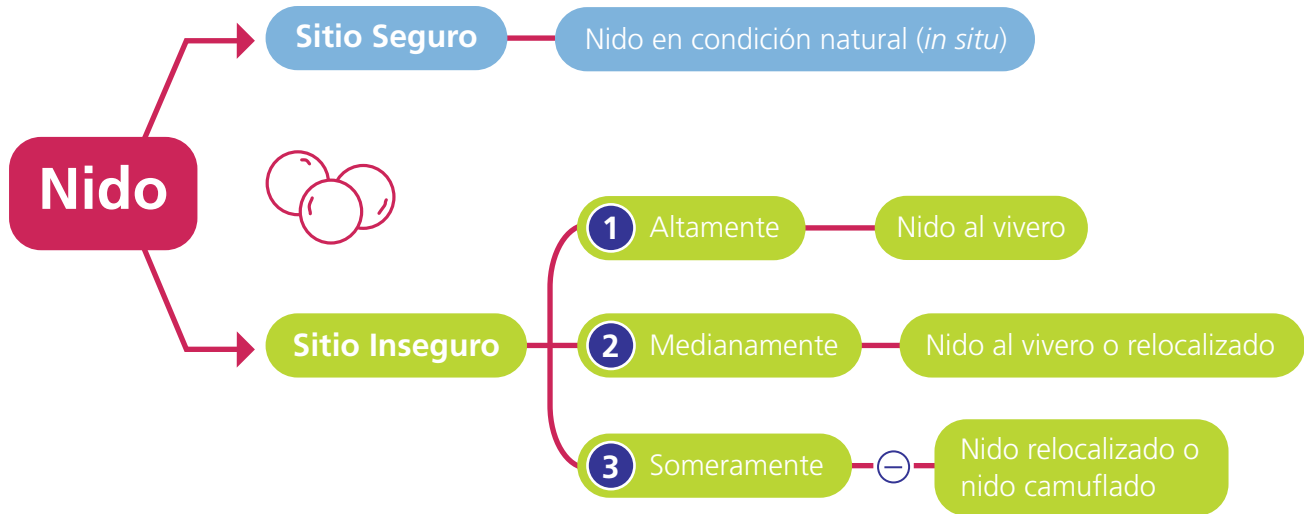 Nido
Sitio Seguro
Nido en condición natural (in situ)
Sitio Inseguro
1 Altamente
Nido al vivero
2 Medianamente
Nido al vivero o relocalizado
3 Someramente
Nido relocalizado o
nido camuflado